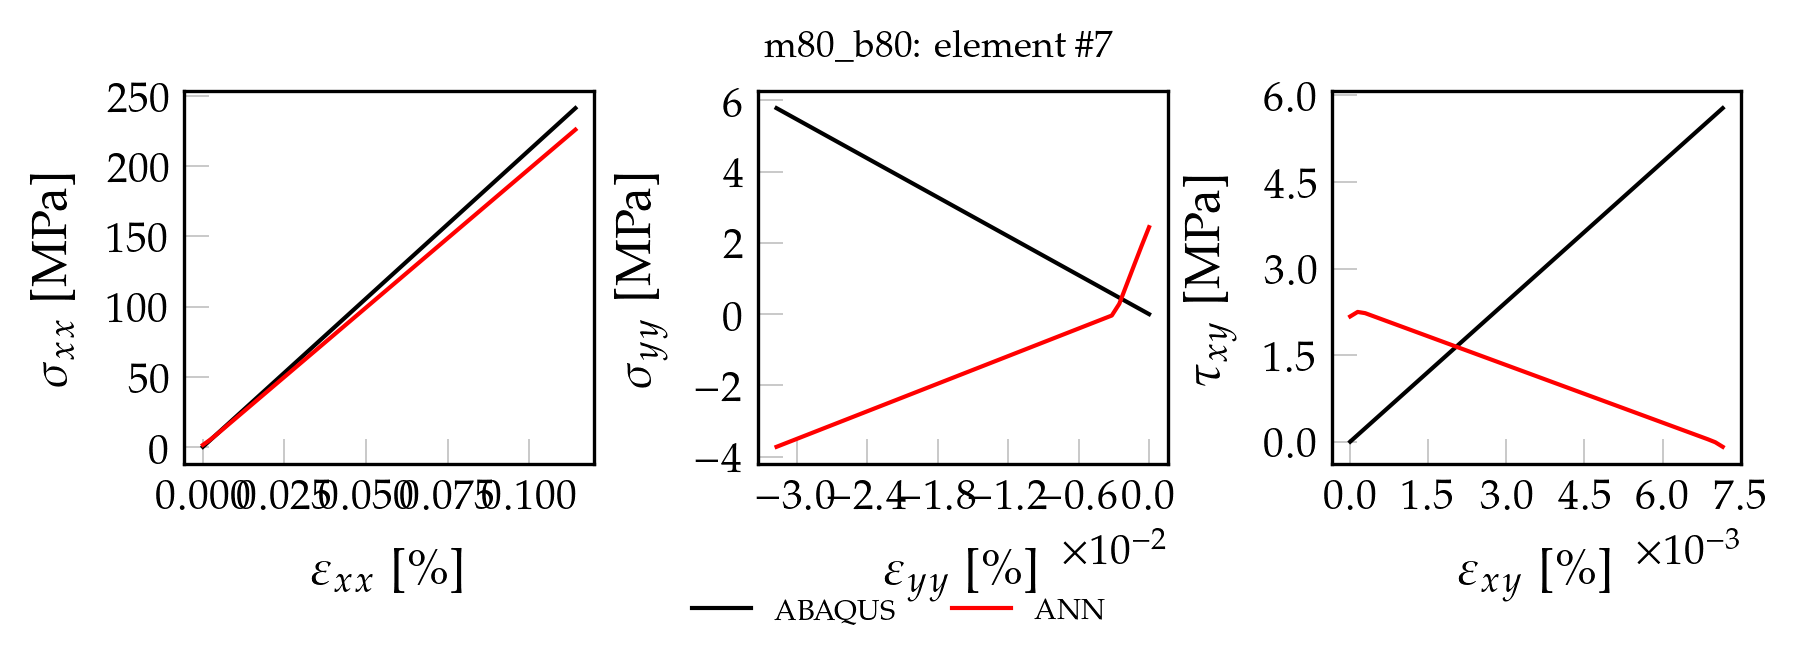 m80_b80: element #7
σxx [MPa]
250
200
150
100
50
0
0.000 0.025 0.050 0.075 0.100
εxx [%]
σyy [MPa]
6
4
2
0
−2
−4
−3.0 −2.4 −1.8 −1.2 −0.6 0.0
×10−2
εyy [%]
τxy [MPa]
6.0
4.5
3.0
1.5
0.0
0.0 1.5 3.0 4.5 6.0 7.5
×10−3
εxy [%]
ABAQUS ANN